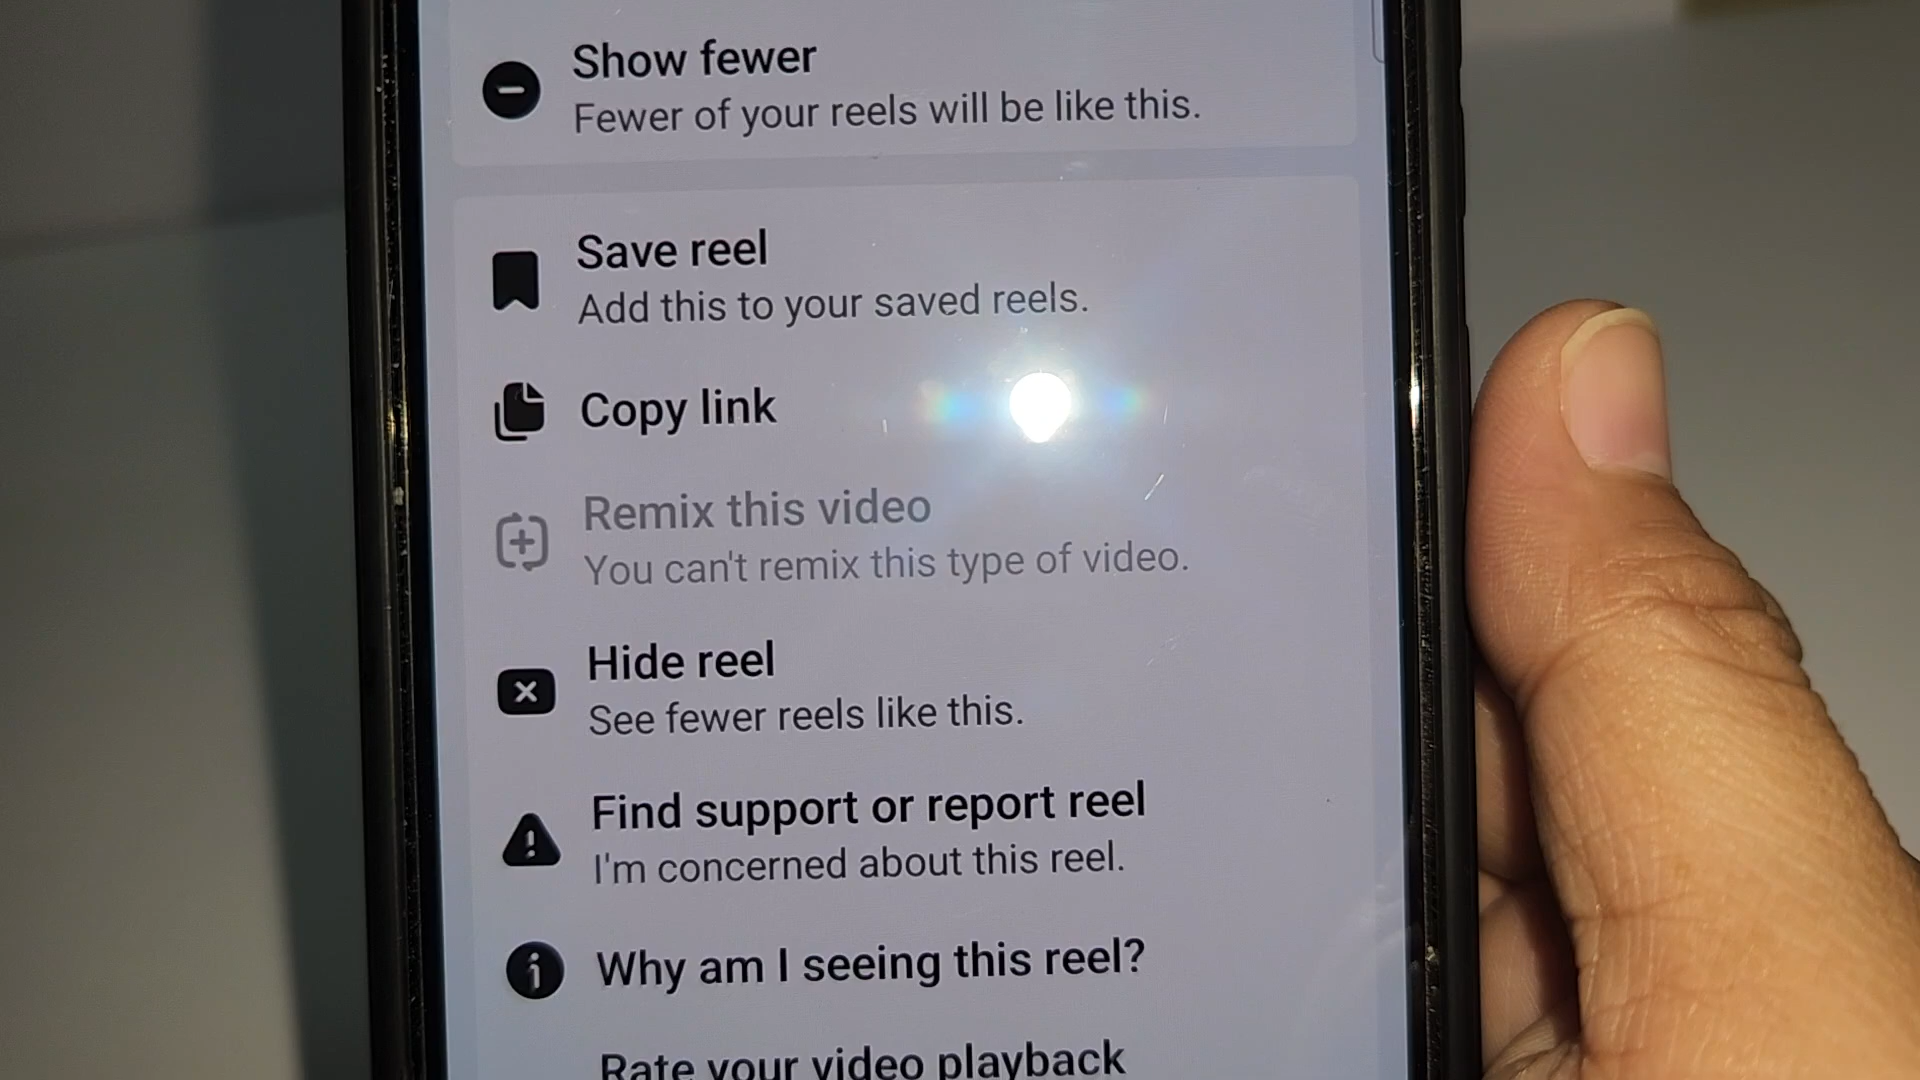 Show fewer
Fewer of your reels will be like this.
Save reel
Add this to your saved reels.
Copy link
Remix this video
You can't remix this type of video.
Hide reel
See fewer reels like this.
Find support or report reel
I'm concerned about this reel.
Why am I seeing this reel?
Rate your video playback